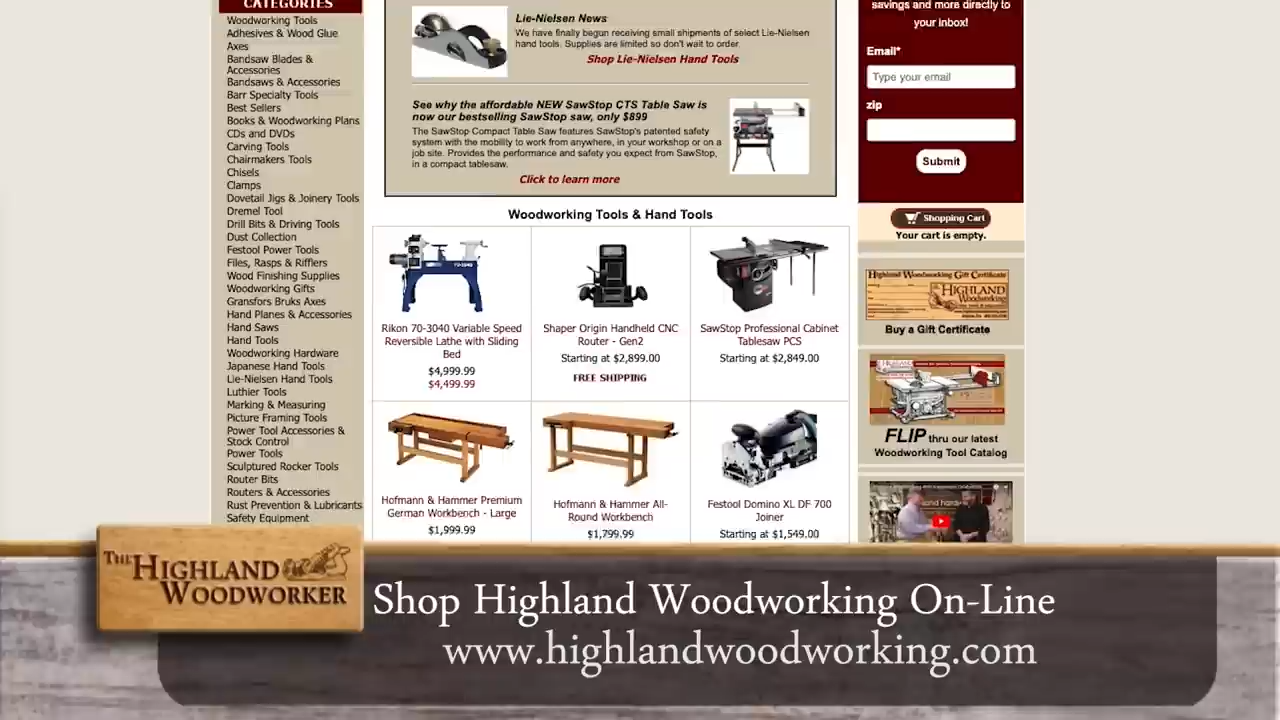 CATEGORIES
Woodworking Tools
Adhesives & Wood Glue
Axes
Bandsaw Blades &
Accessories
Bandsaws & Accessories
Barr Specialty Tools
Best Sellers
Books & Woodworking Plans
CDs and DVDs
Carving Tools
Chairmakers Tools
Chisels
Clamps
Dovetail Jigs & Joinery Tools
Dremel Tool
Drill Bits & Driving Tools
Dust Collection
Festool Power Tools
Files, Rasps & Rifflers
Wood Finishing Supplies
Woodworking Gifts
Gransfors Bruks Axes
Hand Planes & Accessories
Hand Saws
Hand Tools
Woodworking Hardware
Japanese Hand Tools
Lie-Nielsen Hand Tools
Luthier Tools
Marking & Measuring
Picture Framing Tools
Power Tool Accessories &
Stock Control
Power Tools
Sculptured Rocker Tools
Router Bits
Routers & Accessories
Rust Prevention & Lubricants
Safety Equipment
Lie-Nielsen News
We have finally begun receiving small shipments of select Lie-Nielsen
hand tools. Supplies are limited so don't wait to order.
Shop Lie-Nielsen Hand Tools
See why the affordable NEW SawStop CTS Table Saw is
now our bestselling SawStop saw, only $899
The SawStop Compact Table Saw features SawStop's patented safety
system with the mobility to work from anywhere, in your workshop or on a
job site. Provides the performance and safety you expect from SawStop,
in a compact tablesaw.
Click to learn more
Woodworking Tools & Hand Tools
Rikon 70-3040 Variable Speed
Reversible Lathe with Sliding
Bed
$4,999.99
$4,499.99
Shaper Origin Handheld CNC
Router - Gen2
Starting at $2,899.00
FREE SHIPPING
SawStop Professional Cabinet
Tablesaw PCS
Starting at $2,849.00
Hofmann & Hammer Premium
German Workbench - Large
$1,999.99
Hofmann & Hammer All-
Round Workbench
$1,799.99
Festool Domino XL DF 700
Joiner
Starting at $1,549.00
savings and more directly to
your inbox!
Email*
Type your email
zip
Submit
Shopping Cart
Your cart is empty.
Highland Woodworking Gift Certificate
HIGHLAND
Woodworking
Buy a Gift Certificate
FLIP thru our latest
Woodworking Tool Catalog
THE HIGHLAND
WOODWORKER
Shop Highland Woodworking On-Line
www.highlandwoodworking.com